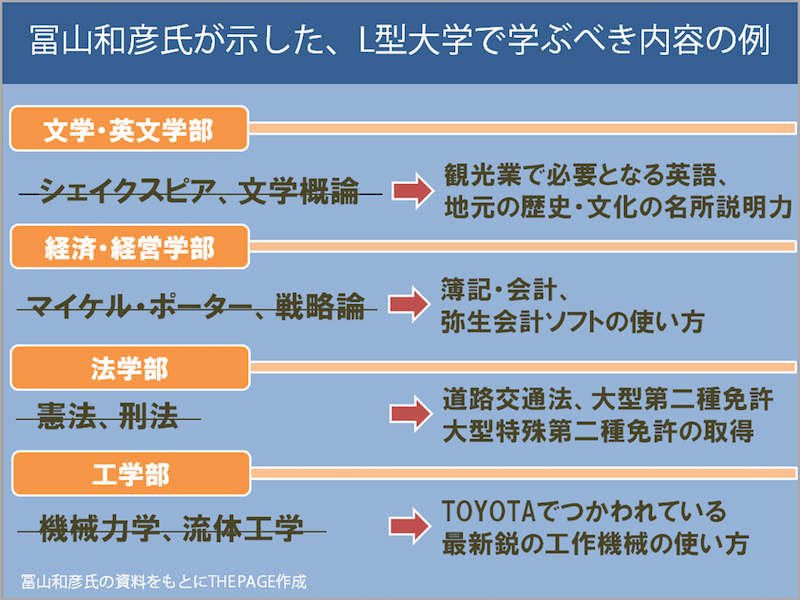 冨山和彦氏が示した、L型大学で学ぶべき内容の例
文学・英文学部
シェイクスピア、文学概論
観光業で必要となる英語、
地元の歴史・文化の名所説明力
経済・経営学部
マイケル・ポーター、戦略論
簿記・会計、
弥生会計ソフトの使い方
法学部
憲法、刑法
道路交通法、大型第二種免許
大型特殊第二種免許の取得
工学部
機械力学、流体工学
TOYOTAでつかわれている
最新鋭の工作機械の使い方
冨山和彦氏の資料をもとにTHEPAGE作成